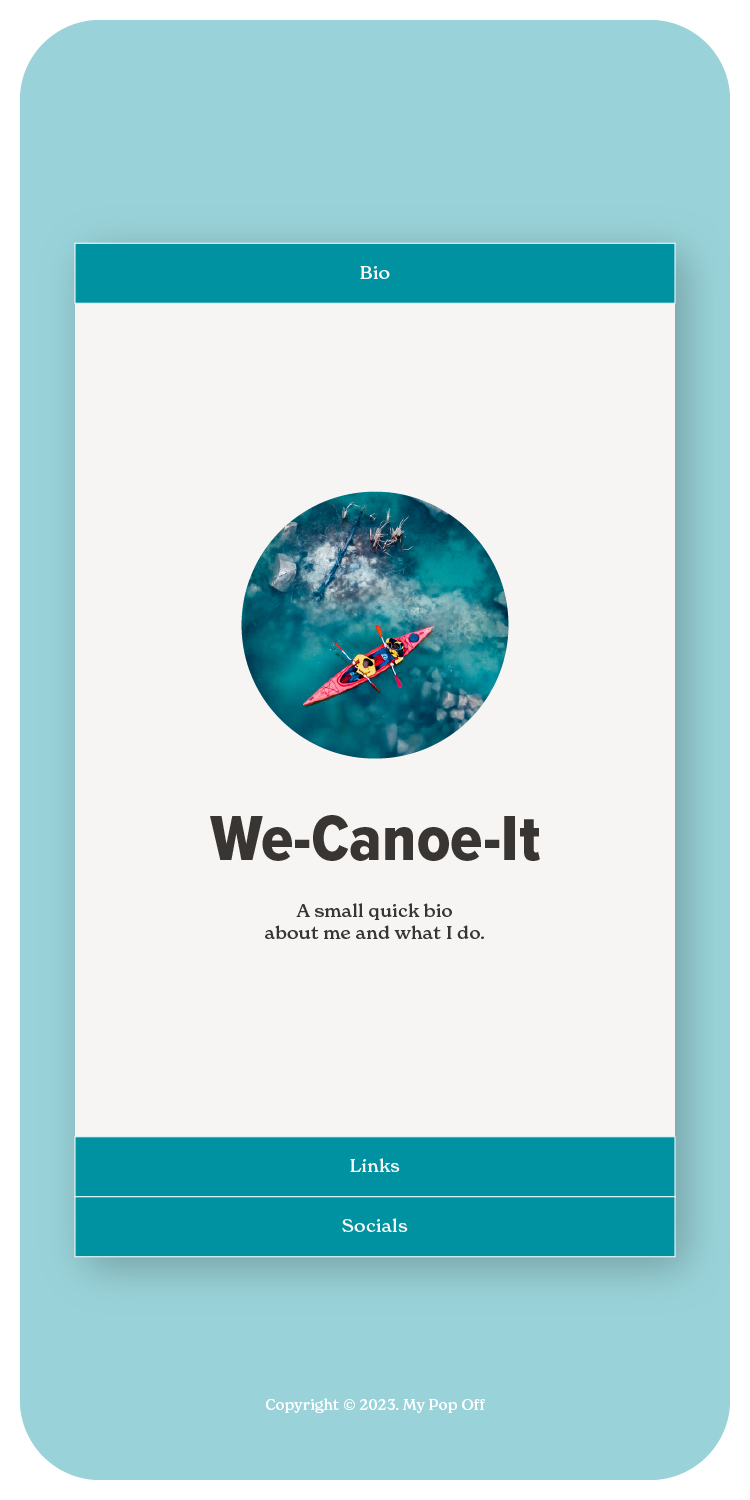 Bio
We-Canoe-It
A small quick bio
about me and what I do.
Links
Socials
Copyright © 2023. My Pop Off